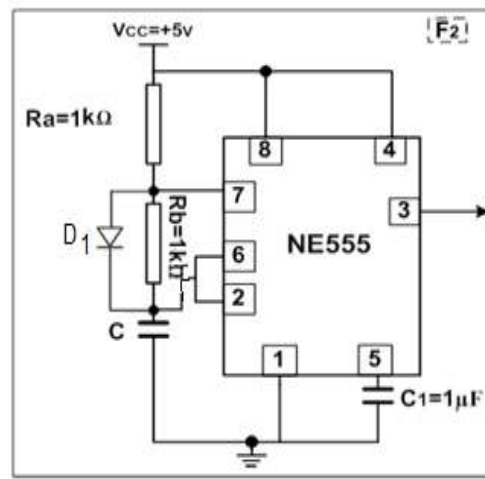 Vcc=+5v
F2
Ra=1kΩ
8
4
7
3
D1
Rb=1kΩ
6
NE555
2
C
1
5
C1=1µF